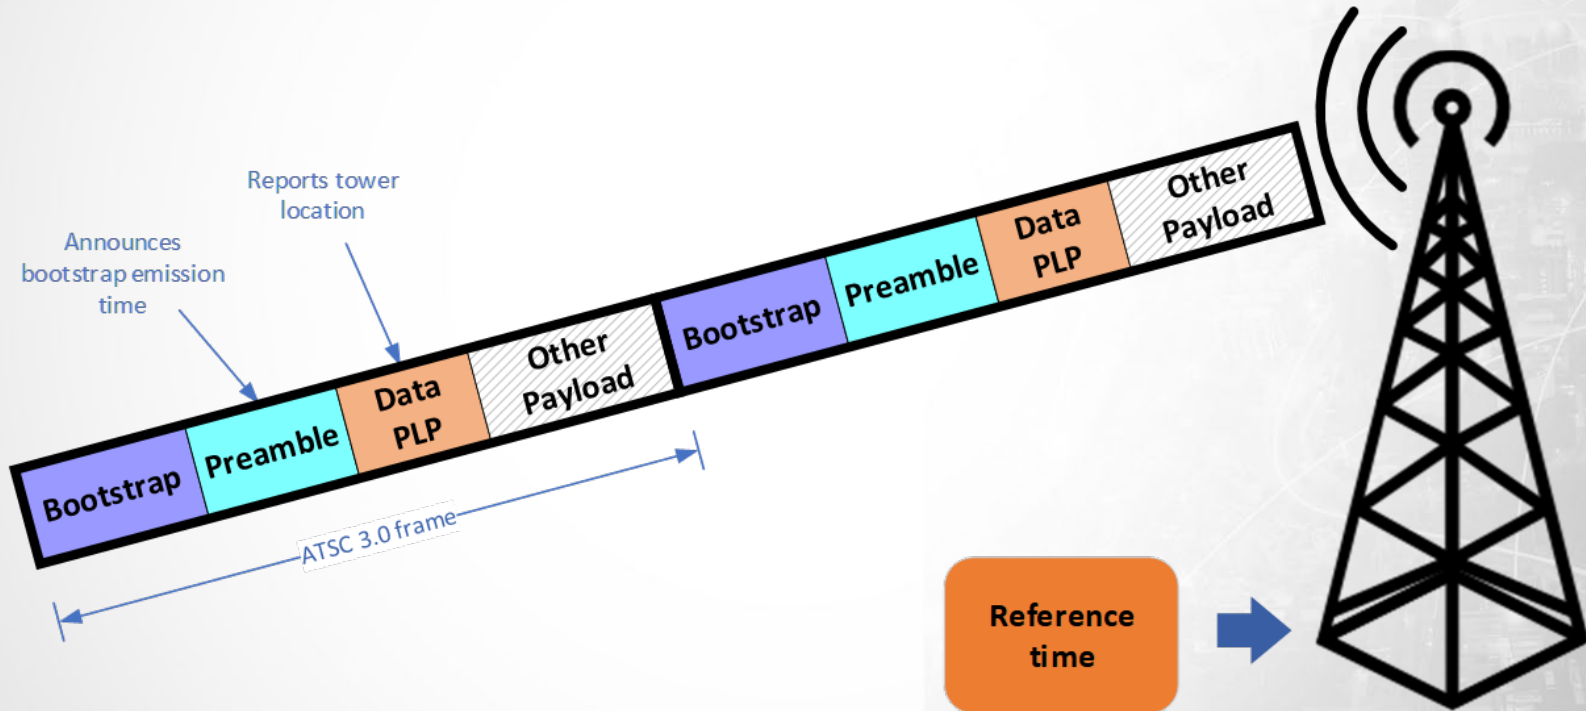 Reports tower
location
Announces
bootstrap emission
time
Bootstrap
Preamble
Data
PLP
Other
Payload
Bootstrap
Preamble
Data
PLP
Other
Payload
ATSC 3.0 frame
Reference
time